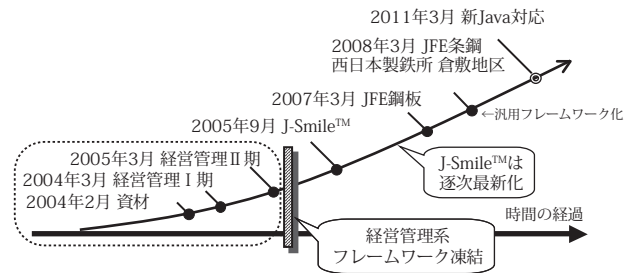 2011年3月 新Java対応
2008年3月 JFE条鋼
西日本製鉄所 倉敷地区
2007年3月 JFE鋼板
←汎用フレームワーク化
2005年9月 J-Smile™
2005年3月 経営管理Ⅱ期
2004年3月 経営管理Ⅰ期
2004年2月 資材
J-Smile™は
逐次最新化
時間の経過
経営管理系
フレームワーク凍結